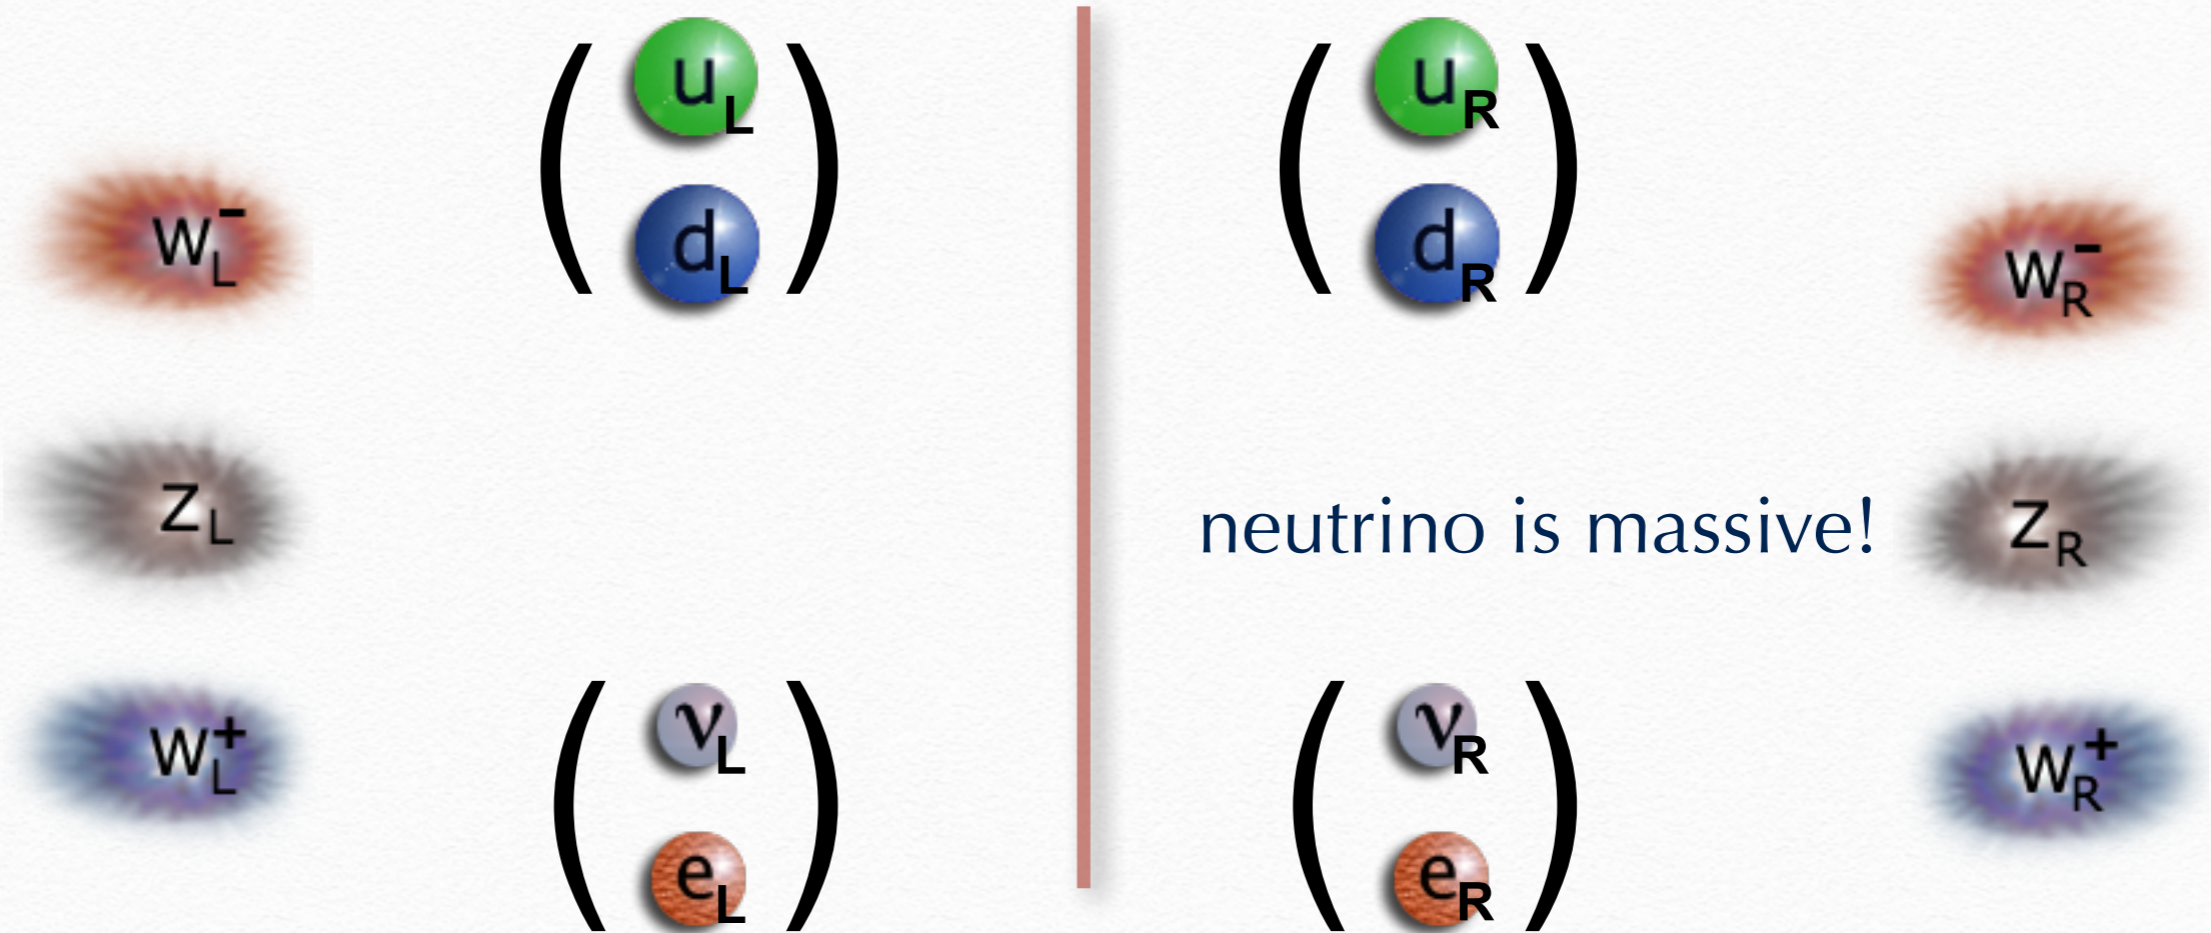 u_L
d_L
u_R
d_R
W_L^-
W_R^-
Z_L
neutrino is massive!
Z_R
W_L^+
W_R^+
ν_L
e_L
ν_R
e_R